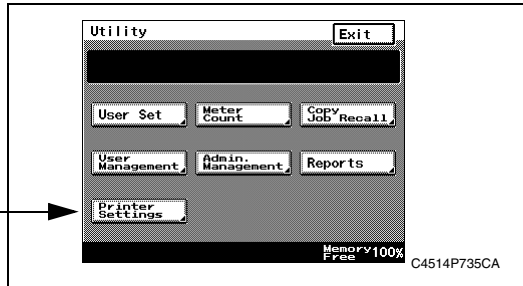 Utility
Exit
User Set
Meter
Count
Copy
Job Recall
User
Management
Admin.
Management
Reports
Printer
Settings
Memory
Free 100%
C4514P735CA